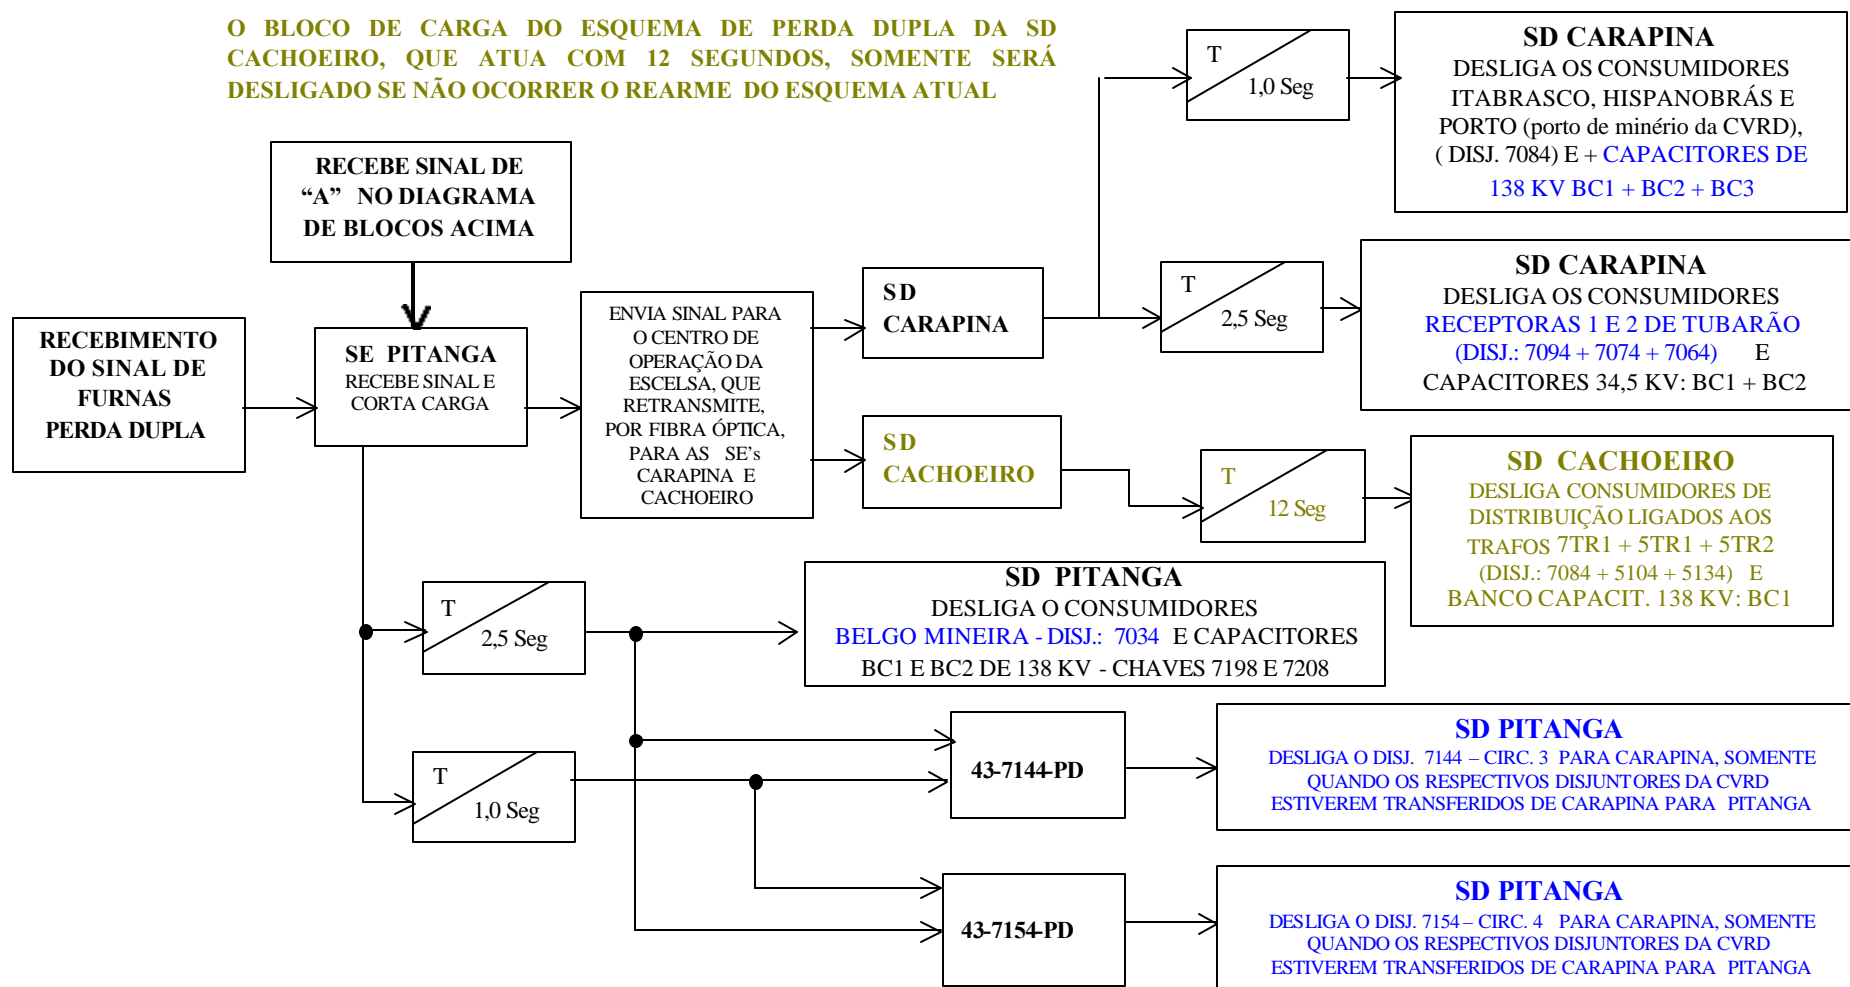 O BLOCO DE CARGA DO ESQUEMA DE PERDA DUPLA DA SD
CACHOEIRO, QUE ATUA COM 12 SEGUNDOS, SOMENTE SERÁ
DESLIGADO SE NÃO OCORRER O REARME DO ESQUEMA ATUAL
RECEBE SINAL DE
“A” NO DIAGRAMA
DE BLOCOS ACIMA
RECEBIMENTO
DO SINAL DE
FURNAS
PERDA DUPLA
SE PITANGA
RECEBE SINAL E
CORTA CARGA
ENVIA SINAL PARA
O CENTRO DE
OPERAÇÃO DA
ESCELSA, QUE
RETRANSMITE,
POR FIBRA ÓPTICA,
PARA AS SE's
CARAPINA E
CACHOEIRO
SD
CARAPINA
SD
CACHOEIRO
T
1,0 Seg
SD CARAPINA
DESLIGA OS CONSUMIDORES
ITABRASCO, HISPANOBRÁS E
PORTO (porto de minério da CVRD),
( DISJ. 7084) E + CAPACITORES DE
138 KV BC1 + BC2 + BC3
T
2,5 Seg
SD CARAPINA
DESLIGA OS CONSUMIDORES
RECEPTORAS 1 E 2 DE TUBARÃO
(DISJ.: 7094 + 7074 + 7064) E
CAPACITORES 34,5 KV: BC1 + BC2
T
12 Seg
SD CACHOEIRO
DESLIGA CONSUMIDORES DE
DISTRIBUIÇÃO LIGADOS AOS
TRAFOS 7TR1 + 5TR1 + 5TR2
(DISJ.: 7084 + 5104 + 5134) E
BANCO CAPACIT. 138 KV: BC1
T
2,5 Seg
SD PITANGA
DESLIGA O CONSUMIDORES
BELGO MINEIRA - DISJ.: 7034 E CAPACITORES
BC1 E BC2 DE 138 KV - CHAVES 7198 E 7208
T
1,0 Seg
43-7144-PD
SD PITANGA
DESLIGA O DISJ. 7144 – CIRC. 3 PARA CARAPINA, SOMENTE
QUANDO OS RESPECTIVOS DISJUNTORES DA CVRD
ESTIVEREM TRANSFERIDOS DE CARAPINA PARA PITANGA
43-7154-PD
SD PITANGA
DESLIGA O DISJ. 7154 – CIRC. 4 PARA CARAPINA, SOMENTE
QUANDO OS RESPECTIVOS DISJUNTORES DA CVRD
ESTIVEREM TRANSFERIDOS DE CARAPINA PARA PITANGA